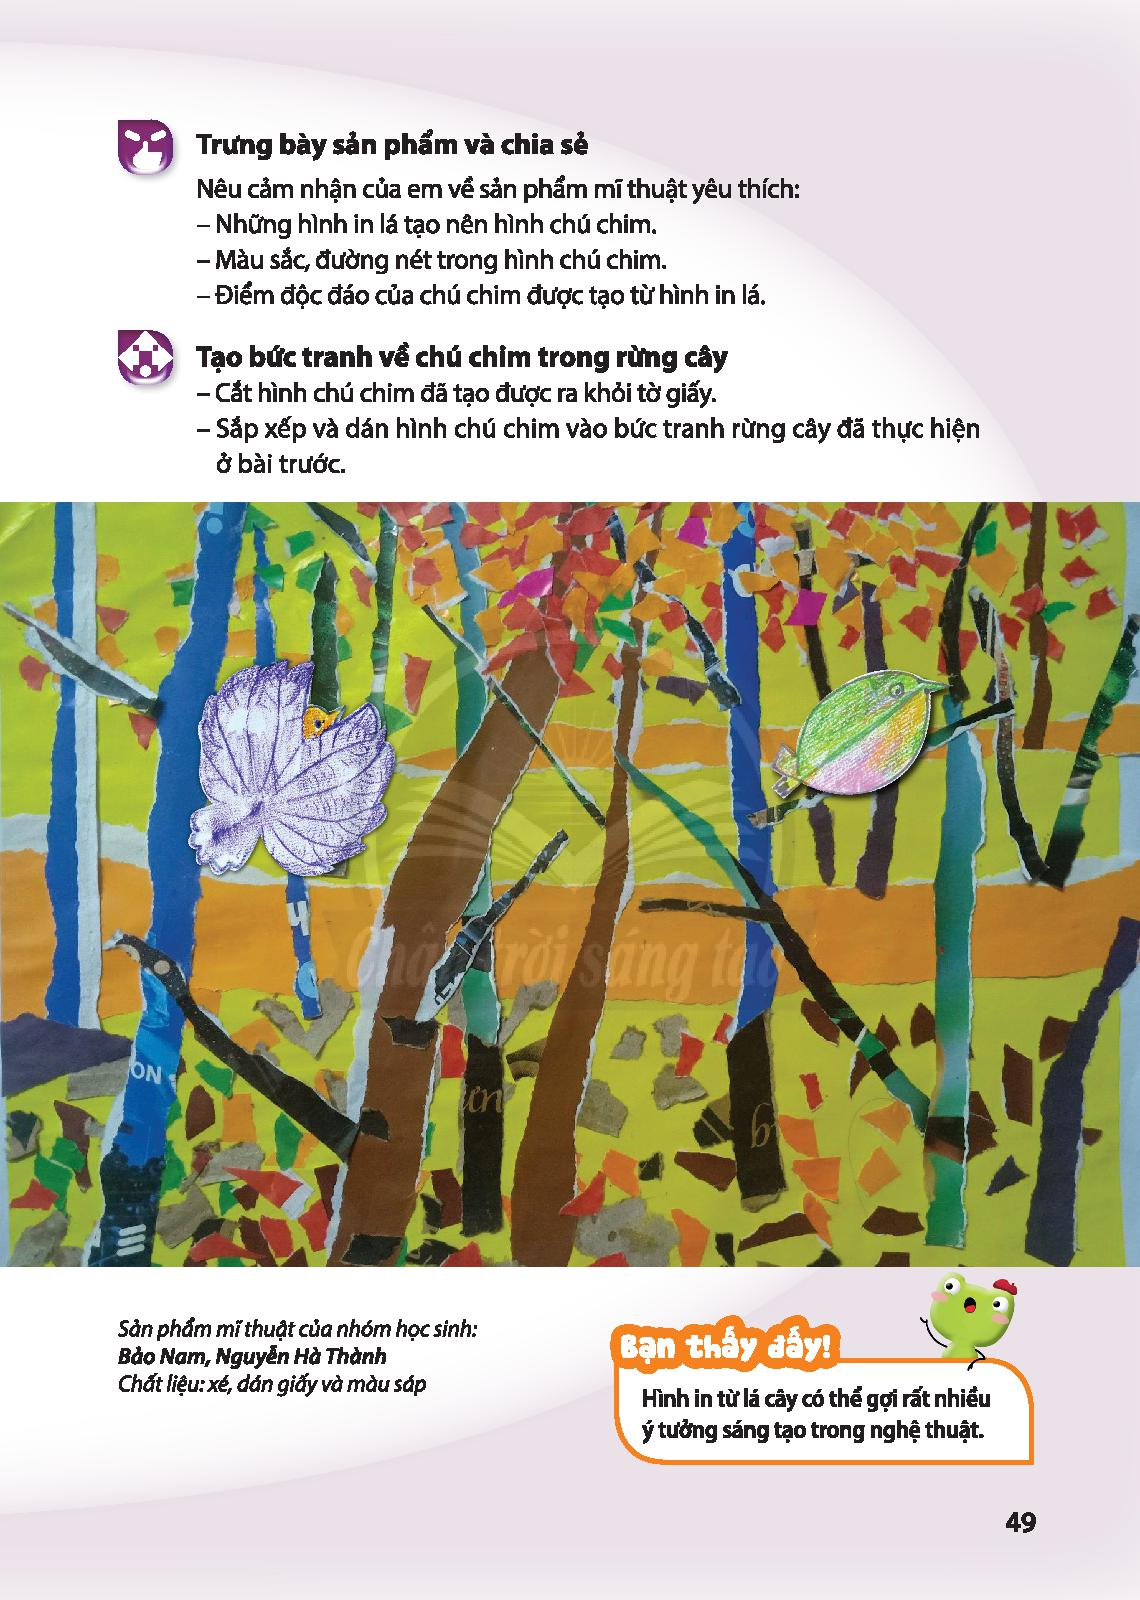 Trưng bày sản phẩm và chia sẻ
Nêu cảm nhận của em về sản phẩm mĩ thuật yêu thích:
– Những hình in lá tạo nên hình chú chim.
– Màu sắc, đường nét trong hình chú chim.
– Điểm độc đáo của chú chim được tạo từ hình in lá.
Tạo bức tranh về chú chim trong rừng cây
– Cắt hình chú chim đã tạo được ra khỏi tờ giấy.
– Sắp xếp và dán hình chú chim vào bức tranh rừng cây đã thực hiện
ở bài trước.
Chân trời sáng tạo
ON
Sản phẩm mĩ thuật của nhóm học sinh:
Bảo Nam, Nguyễn Hà Thành
Chất liệu: xé, dán giấy và màu sáp
Bạn thấy đấy!
Hình in từ lá cây có thể gợi rất nhiều
ý tưởng sáng tạo trong nghệ thuật.
49